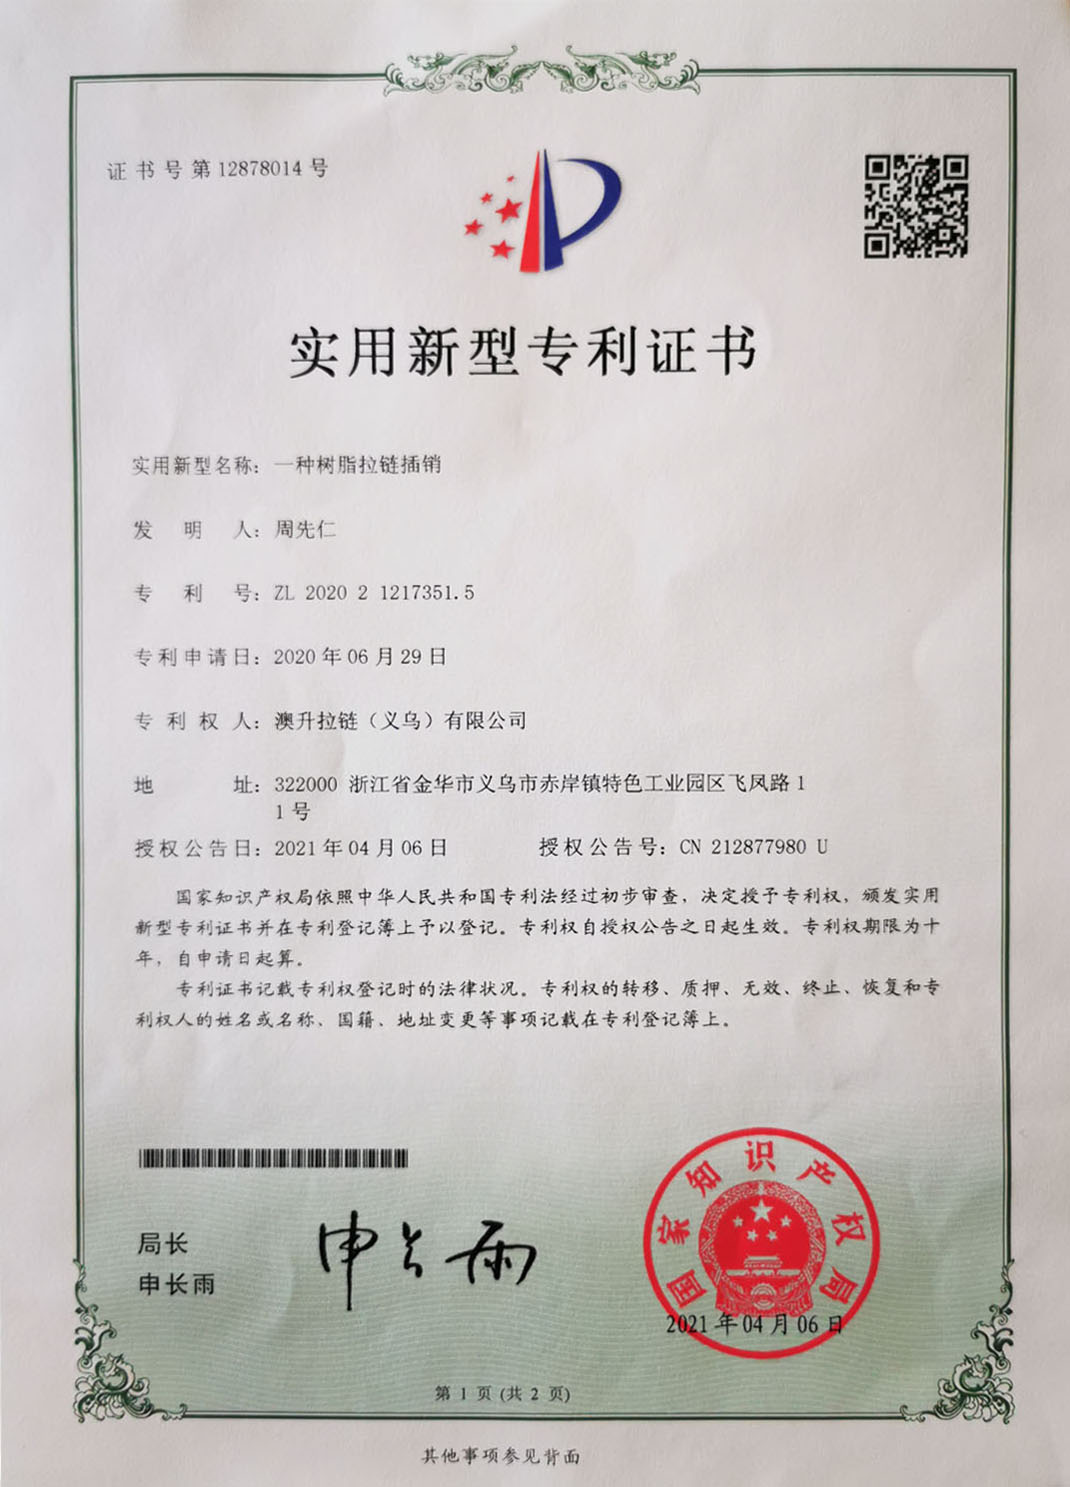 证书号第12878014号
实用新型专利证书
实用新型名称：一种树脂拉链插销
发明人：周先仁
专利号：ZL 2020 2 1217351.5
专利申请日：2020年06月29日
专利权人：澳升拉链（义乌）有限公司
地址：322000 浙江省金华市义乌市赤岸镇特色工业园区飞凤路1
1号
授权公告日：2021年04月06日 授权公告号：CN 212877980 U
国家知识产权局依照中华人民共和国专利法经过初步审查，决定授予专利权，颁发实用
新型专利证书并在专利登记簿上予以登记。专利权自授权公告之日起生效。专利权期限为十
年，自申请日起算。
专利证书记载专利权登记时的法律状况。专利权的转移、质押、无效、终止、恢复和专
利权人的姓名或名称、国籍、地址变更等事项记载在专利登记簿上。
局长
申长雨
申长雨
国家知识产权局
2021年04月06日
第 1 页 (共 2 页)
其他事项参见背面